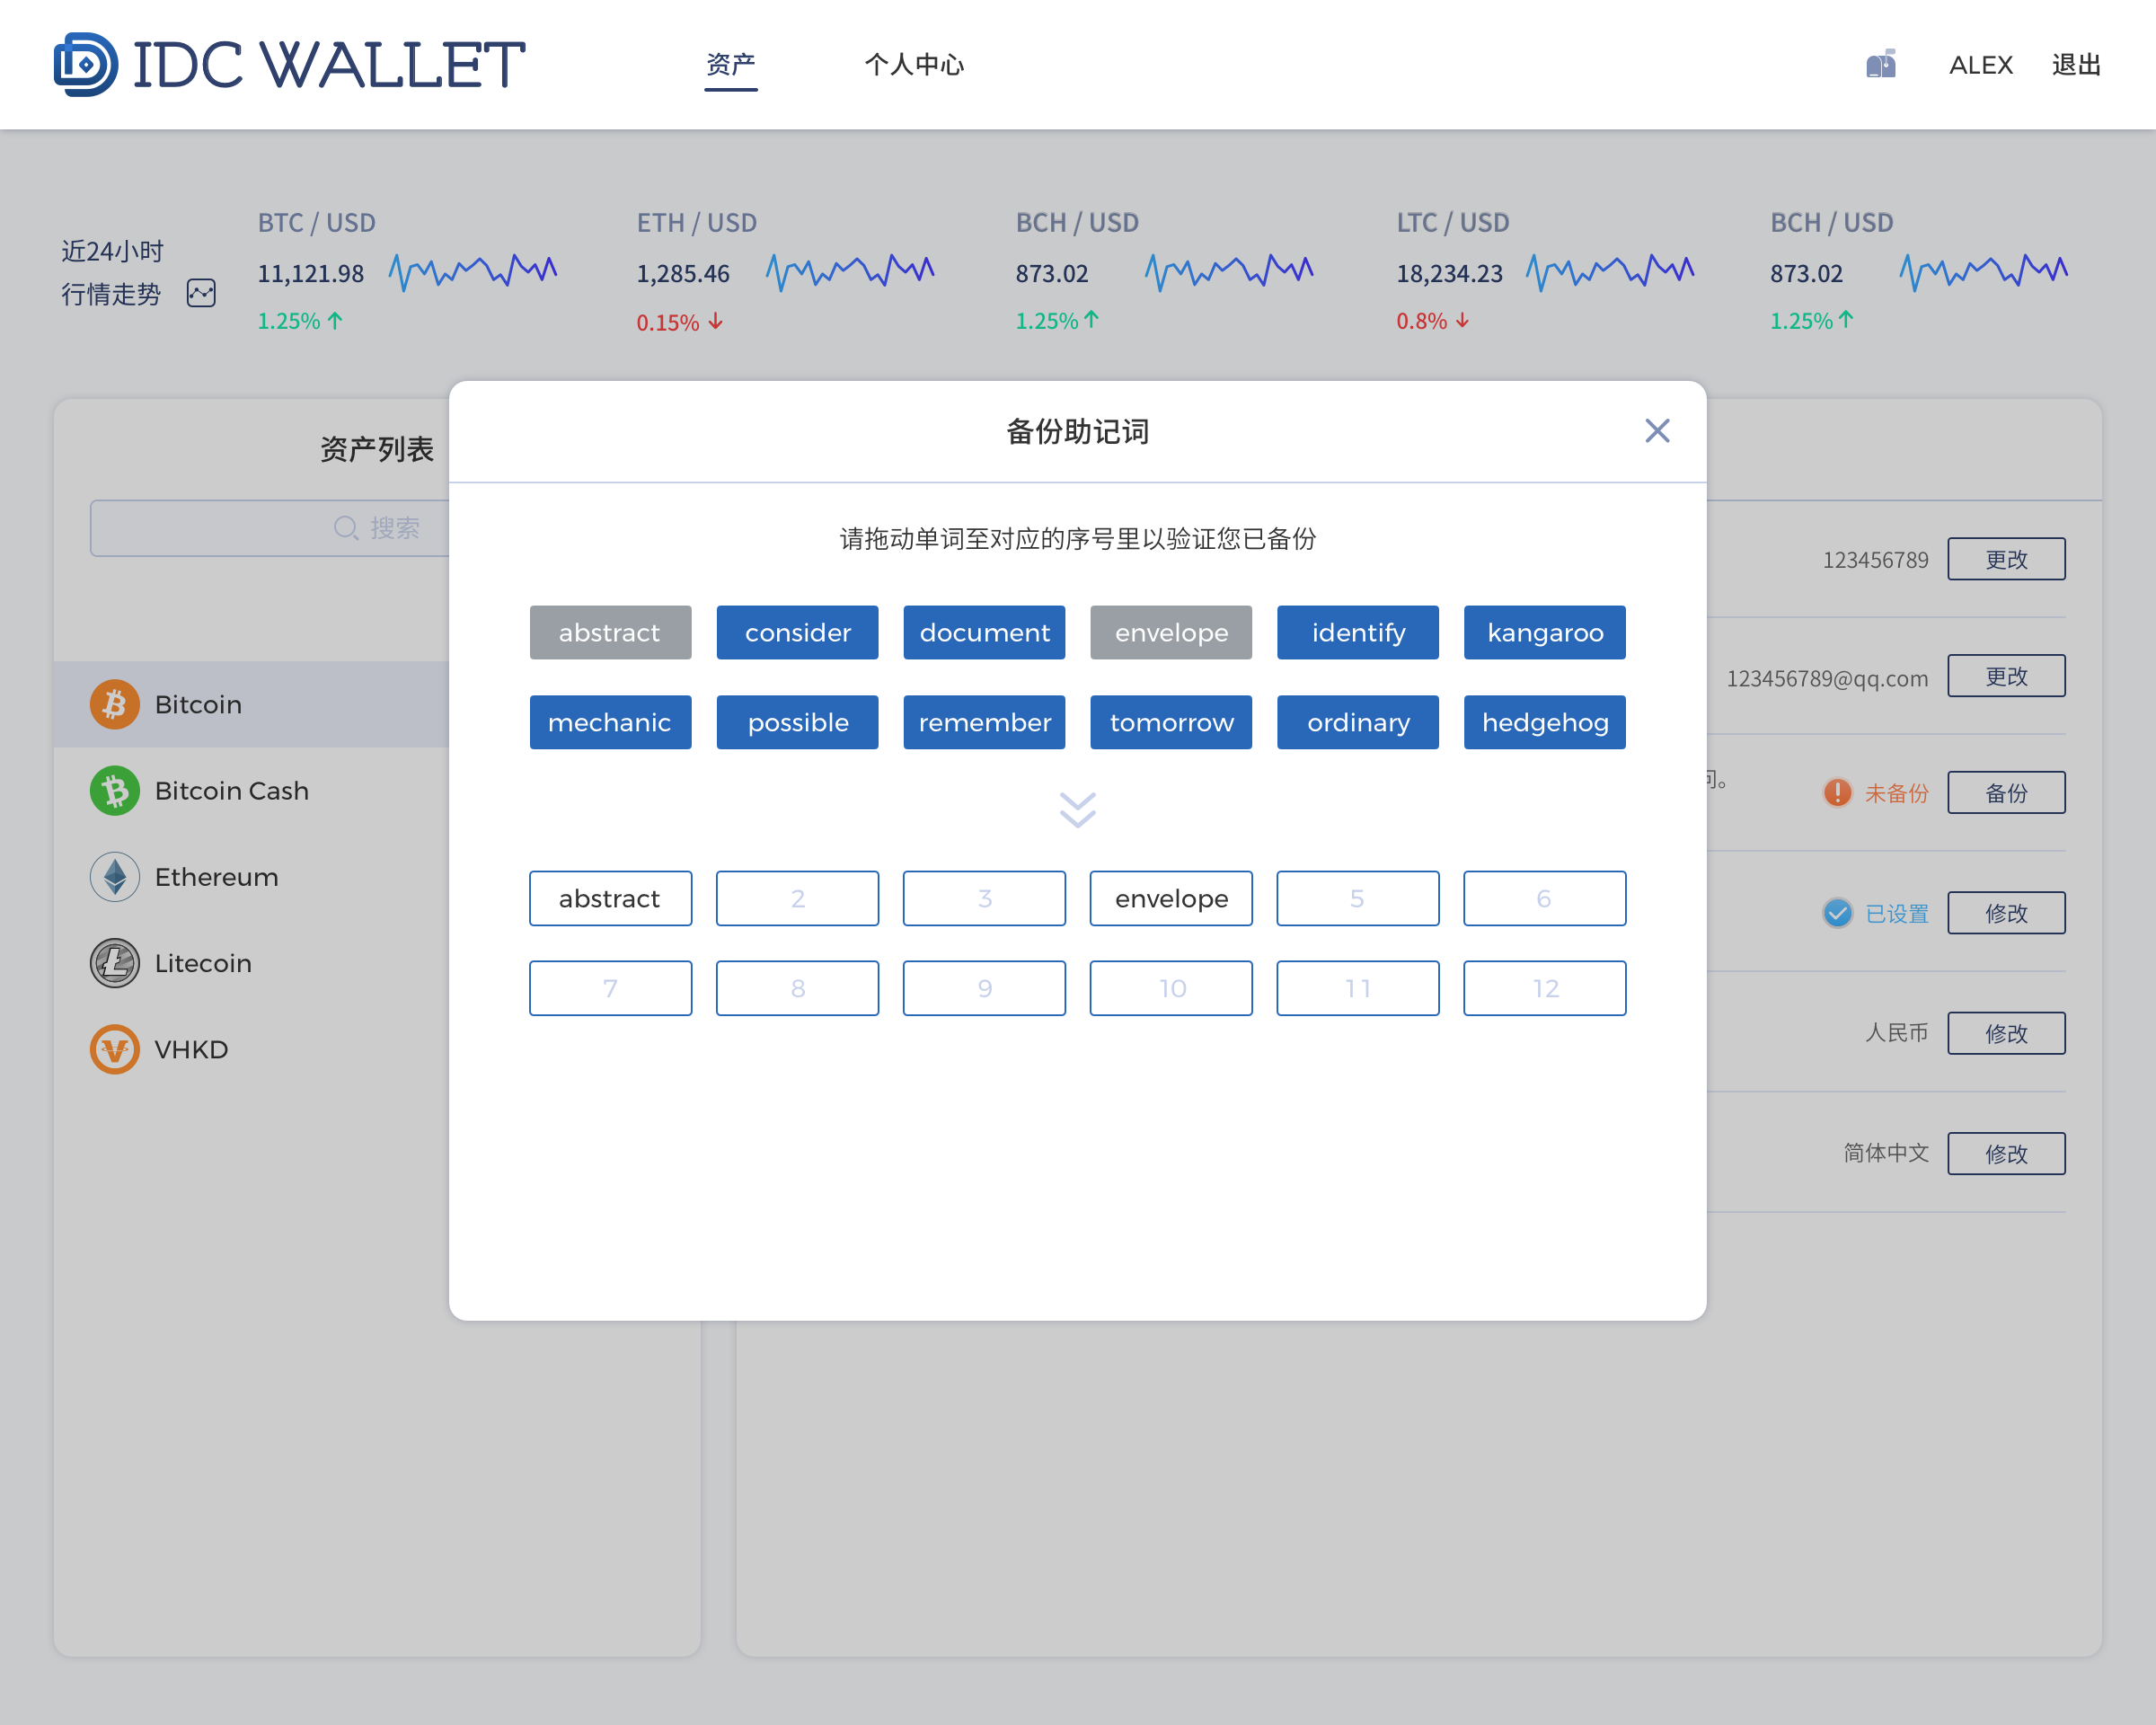 IDC WALLET
资产
个人中心
ALEX
退出
近24小时
行情走势
BTC / USD
11,121.98
1.25%
ETH / USD
1,285.46
0.15%
BCH / USD
873.02
1.25%
LTC / USD
18,234.23
0.8%
BCH / USD
873.02
1.25%
资产列表
搜索
Bitcoin
Bitcoin Cash
Ethereum
Litecoin
VHKD
备份助记词
请拖动单词至对应的序号里以验证您已备份
abstract consider document envelope identify kangaroo
mechanic possible remember tomorrow ordinary hedgehog
abstract 2 3 envelope 5 6
7 8 9 10 11 12
123456789 更改
123456789@qq.com 更改
未备份 备份
已设置 修改
人民币 修改
简体中文 修改